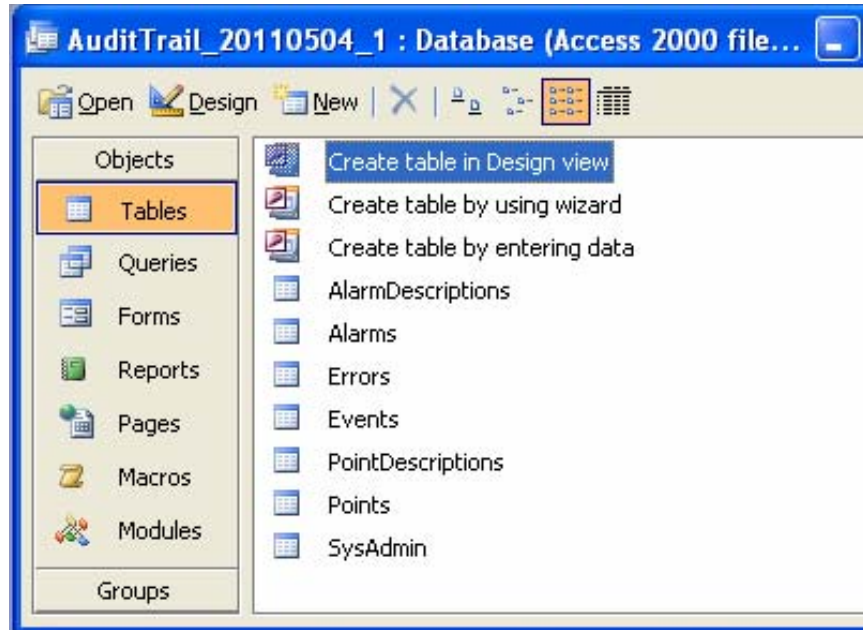 AuditTrail_20110504_1 : Database (Access 2000 file...
Open Design New
Objects
Tables
Queries
Forms
Reports
Pages
Macros
Modules
Groups
Create table in Design view
Create table by using wizard
Create table by entering data
AlarmDescriptions
Alarms
Errors
Events
PointDescriptions
Points
SysAdmin